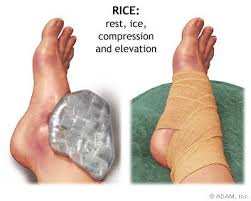 RICE:
rest, ice,
compression
and elevation
© ADAM, Inc.